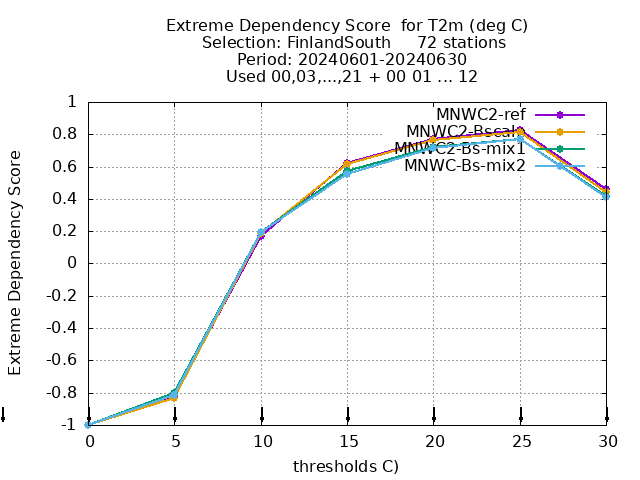 Extreme Dependency Score  for T2m (deg C)
Selection: FinlandSouth     72 stations
Period: 20240601-20240630
Used 00,03,...,21 + 00 01 ... 12
MNWC2-ref
MNWC2-Bscale
MNWC2-Bs-mix1
MNWC-Bs-mix2
Extreme Dependency Score
1
0.8
0.6
0.4
0.2
0
-0.2
-0.4
-0.6
-0.8
-1
0 5 10 15 20 25 30
thresholds C)